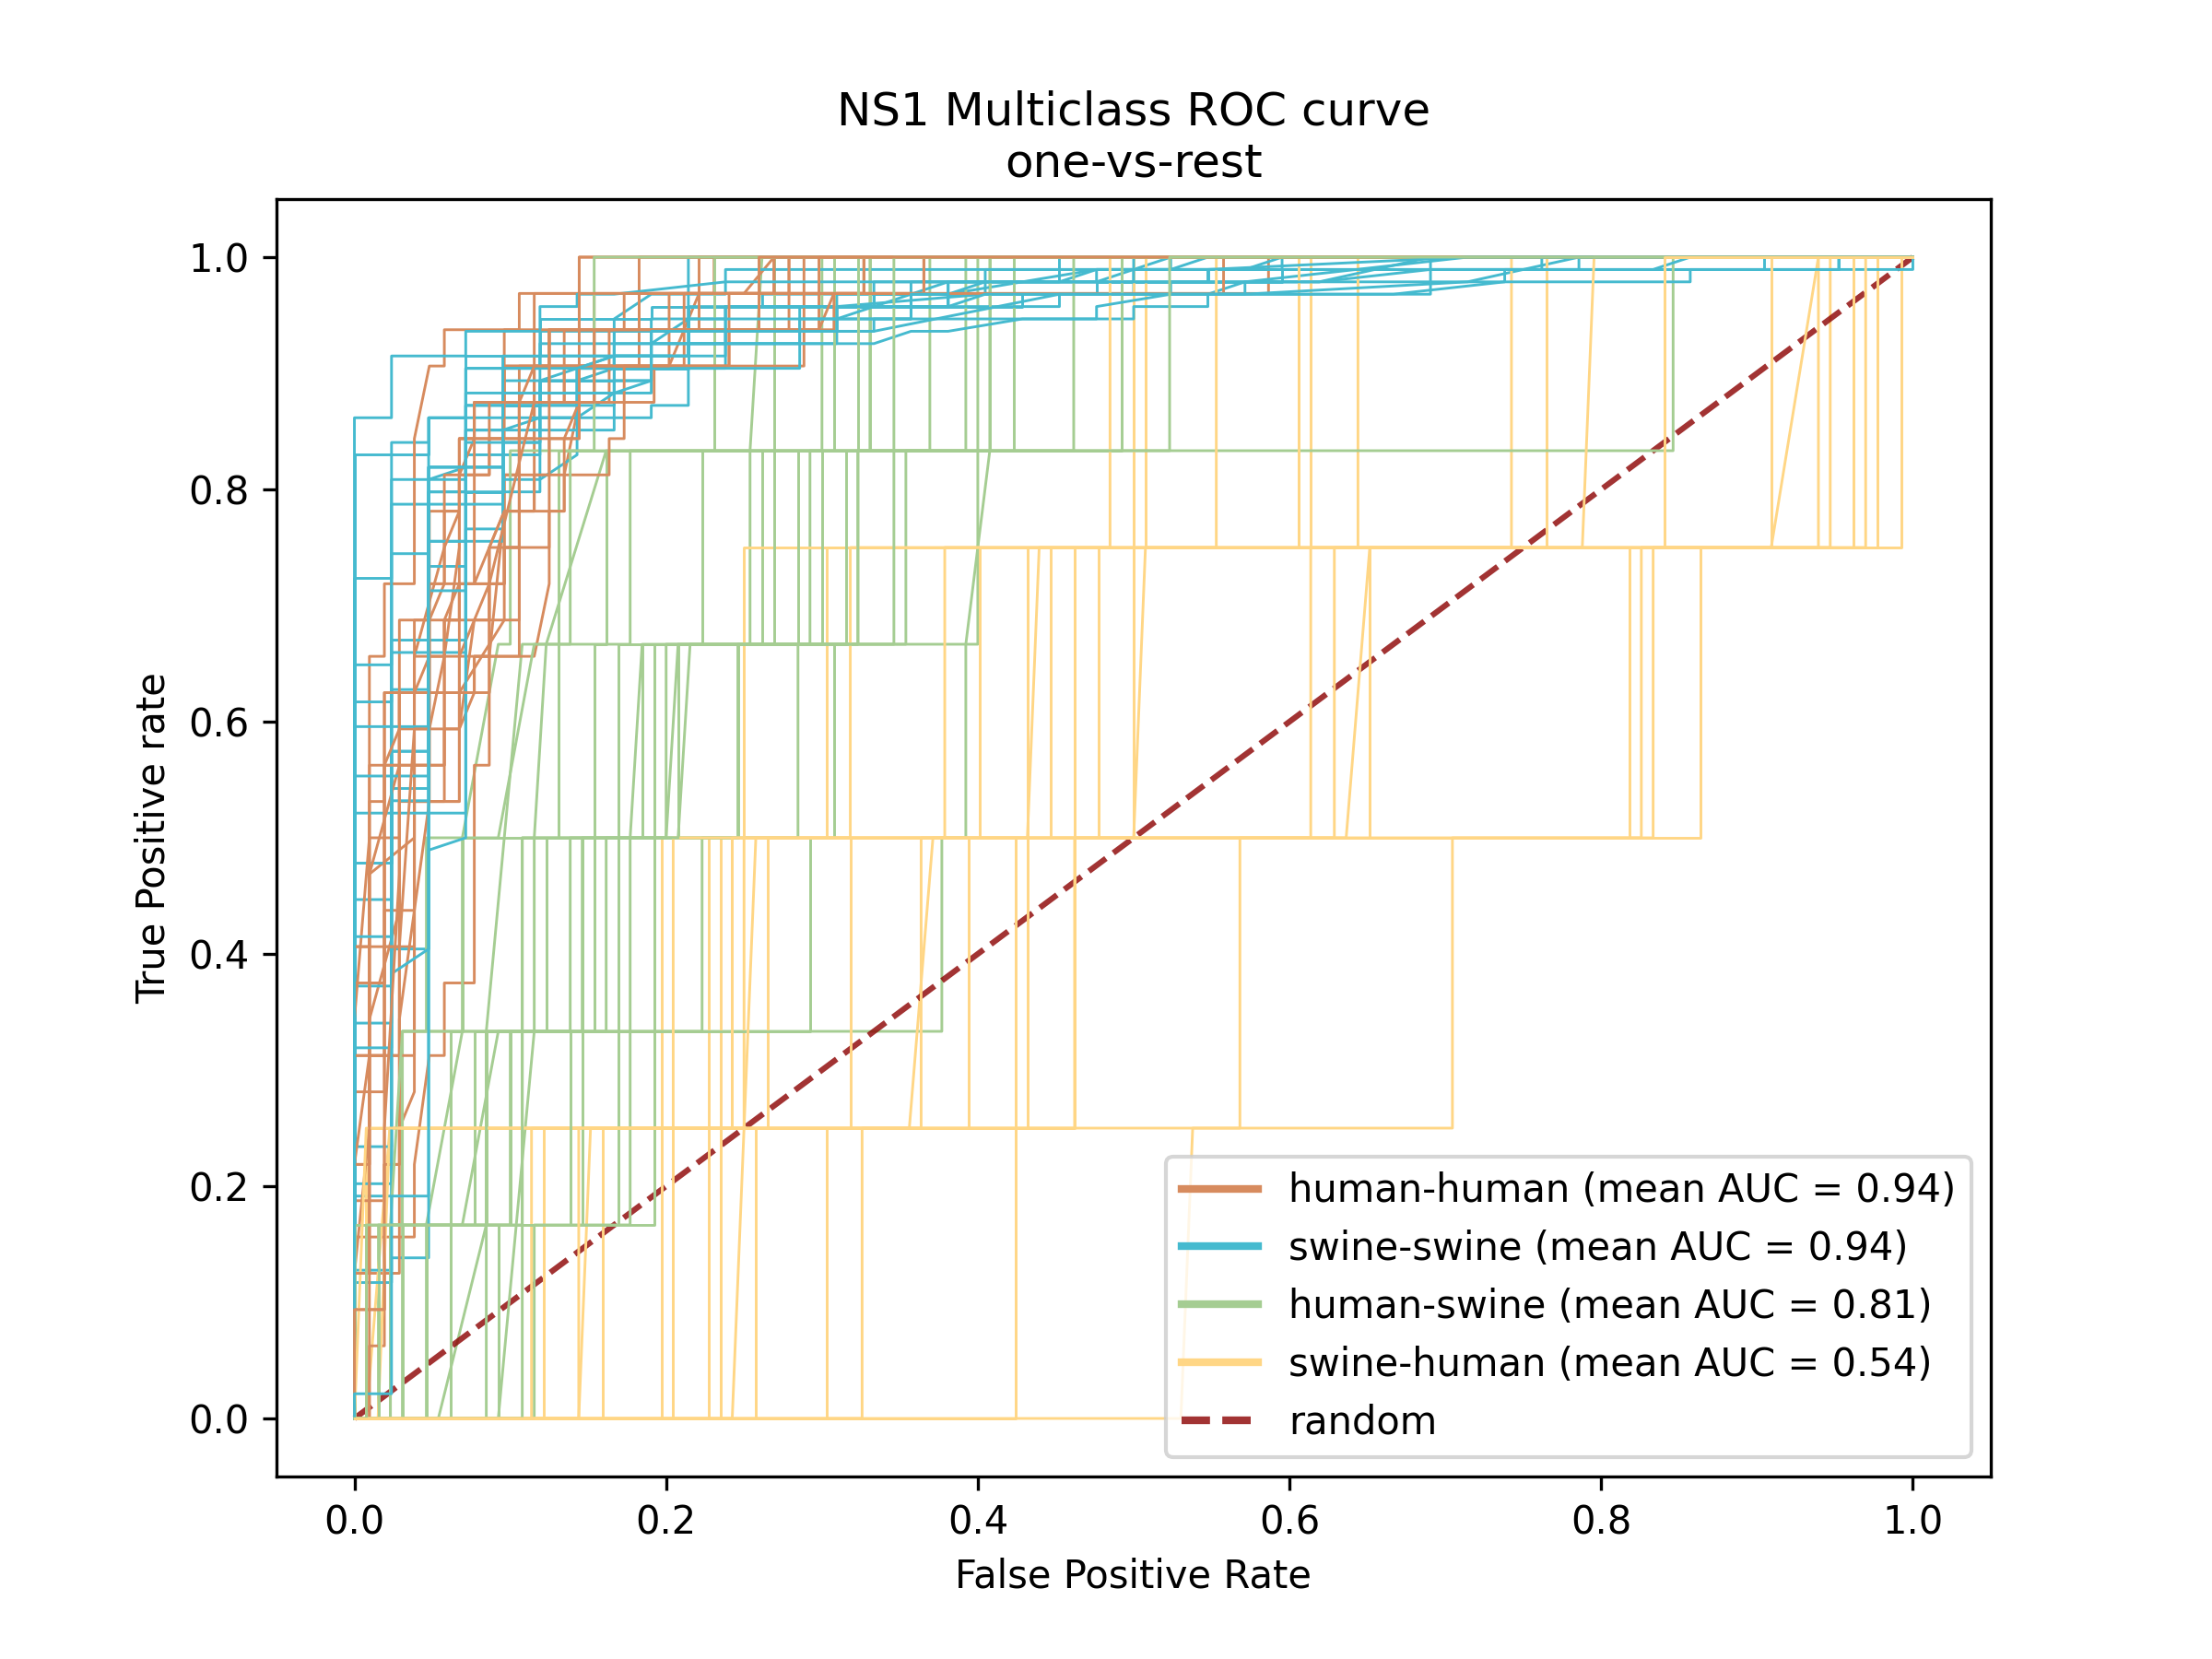 NS1 Multiclass ROC curve
one-vs-rest
True Positive rate
1.0
0.8
0.6
0.4
0.2
0.0
human-human (mean AUC = 0.94)
swine-swine (mean AUC = 0.94)
human-swine (mean AUC = 0.81)
swine-human (mean AUC = 0.54)
random
0.0 0.2 0.4 0.6 0.8 1.0
False Positive Rate